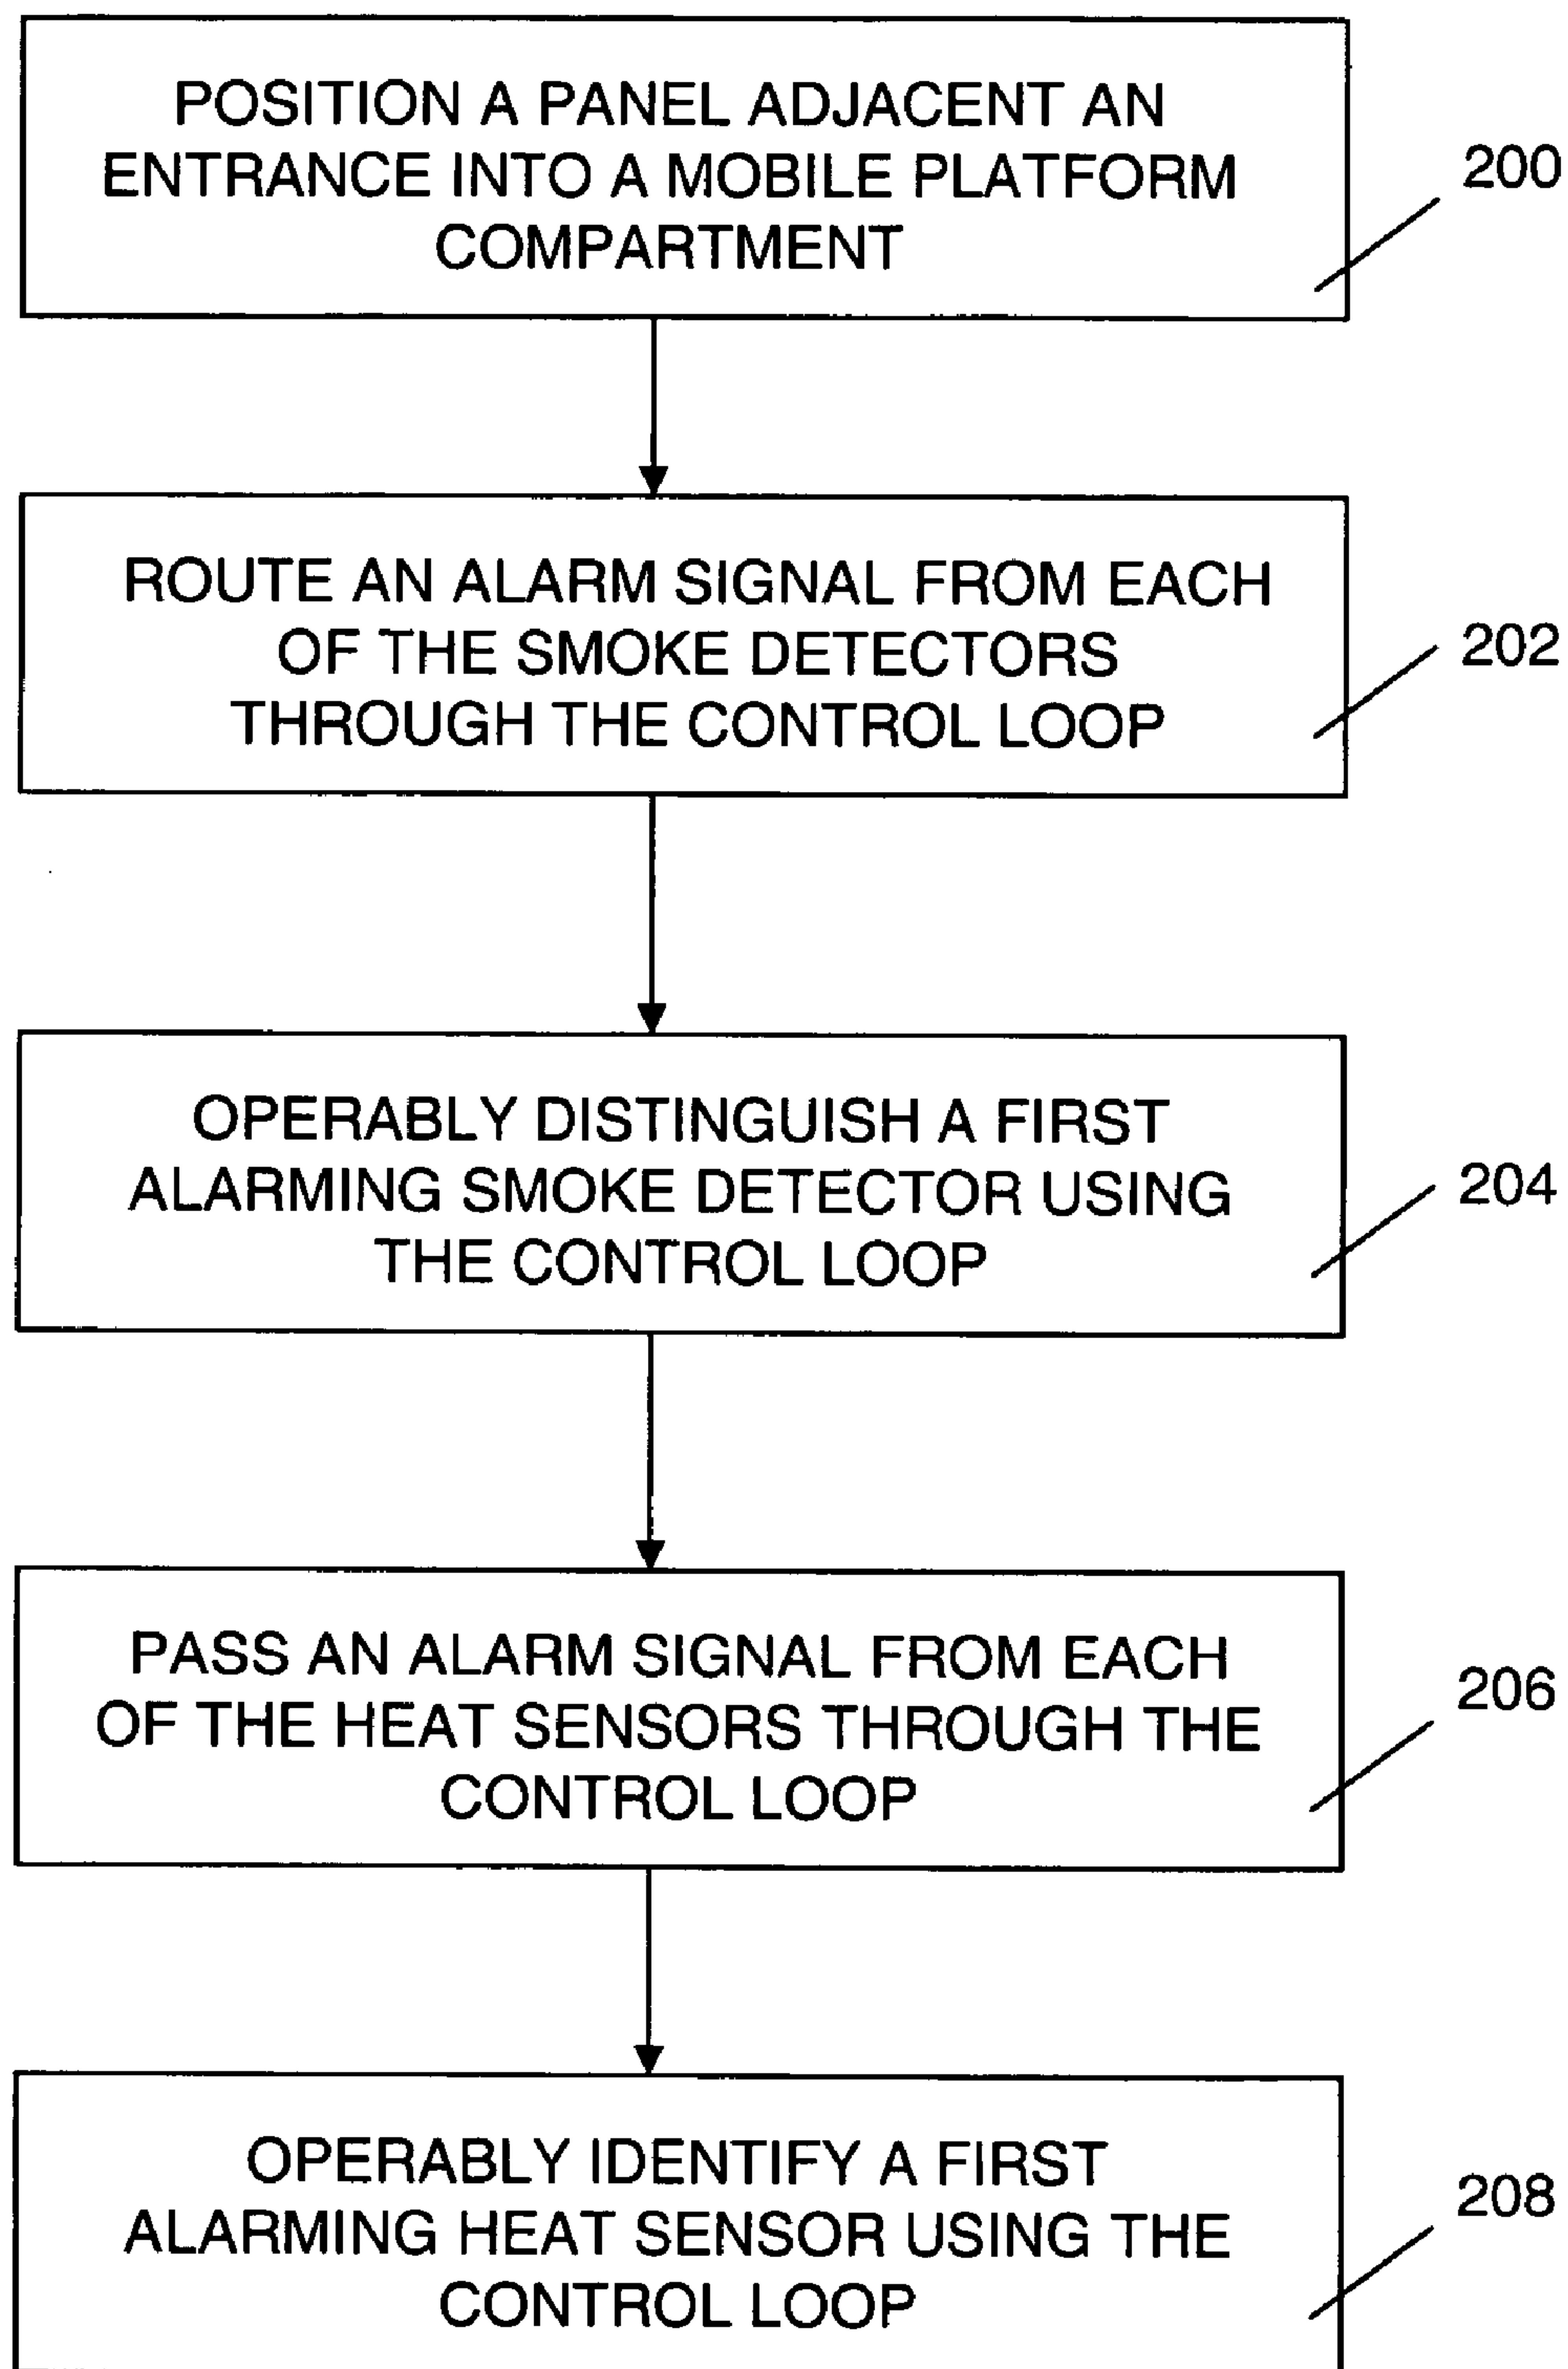 POSITION A PANEL ADJACENT AN
ENTRANCE INTO A MOBILE PLATFORM
COMPARTMENT
200
ROUTE AN ALARM SIGNAL FROM EACH
OF THE SMOKE DETECTORS
THROUGH THE CONTROL LOOP
202
OPERABLY DISTINGUISH A FIRST
ALARMING SMOKE DETECTOR USING
THE CONTROL LOOP
204
PASS AN ALARM SIGNAL FROM EACH
OF THE HEAT SENSORS THROUGH THE
CONTROL LOOP
206
OPERABLY IDENTIFY A FIRST
ALARMING HEAT SENSOR USING THE
CONTROL LOOP
208